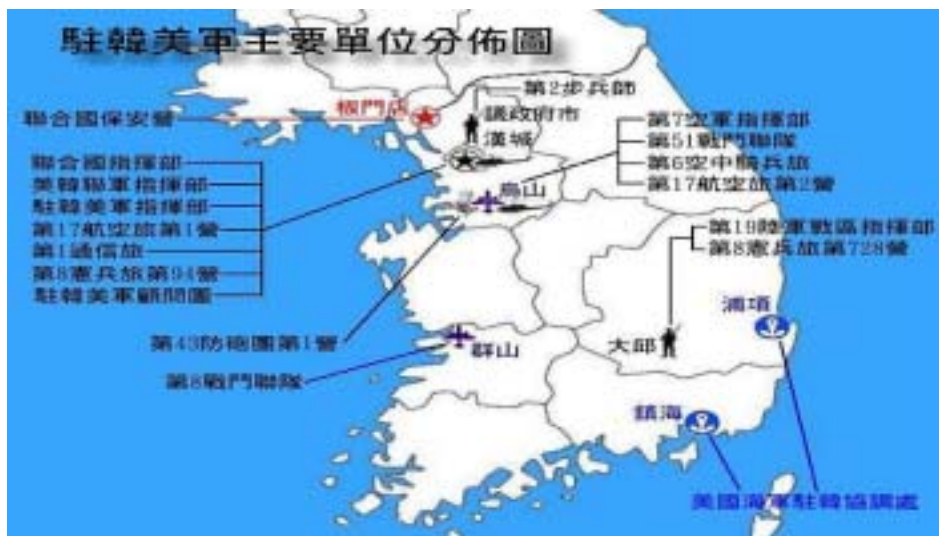 駐韓美軍主要單位分佈圖
第2步兵師
板門店
議政府市
漢城
聯合國保安營
第7空軍指揮部
第51戰鬥聯隊
第6空中騎兵旅
第17航空旅第2營
聯合國指揮部
美韓聯軍指揮部
駐韓美軍指揮部
第17航空旅第1營
第1通信旅
第8憲兵旅第94營
駐韓美軍顧問團
烏山
第19陸軍戰區指揮部
第8憲兵旅第728營
浦項
第43防砲團第1營
群山
大邱
第8戰鬥聯隊
鎮海
美國海軍駐韓協調處